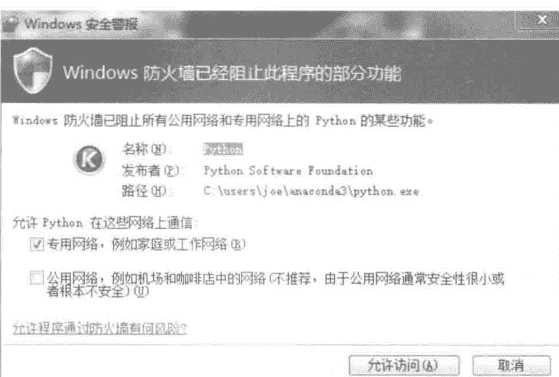 Windows 安全警报
Windows 防火墙已经阻止此程序的部分功能
Windows 防火墙已阻止所有公用网络和专用网络上的 Python 的某些功能。
名称(N): Python
发布者(P): Python Software Foundation
路径(H): C:\users\joe\anaconda3\python.exe
允许 Python 在这些网络上通信:
专用网络，例如家庭或工作网络(R)
公用网络，例如机场和咖啡店中的网络(不推荐，由于公用网络通常安全性很小或
者根本不安全)(U)
允许程序通过防火墙有何风险?
允许访问(A) 取消